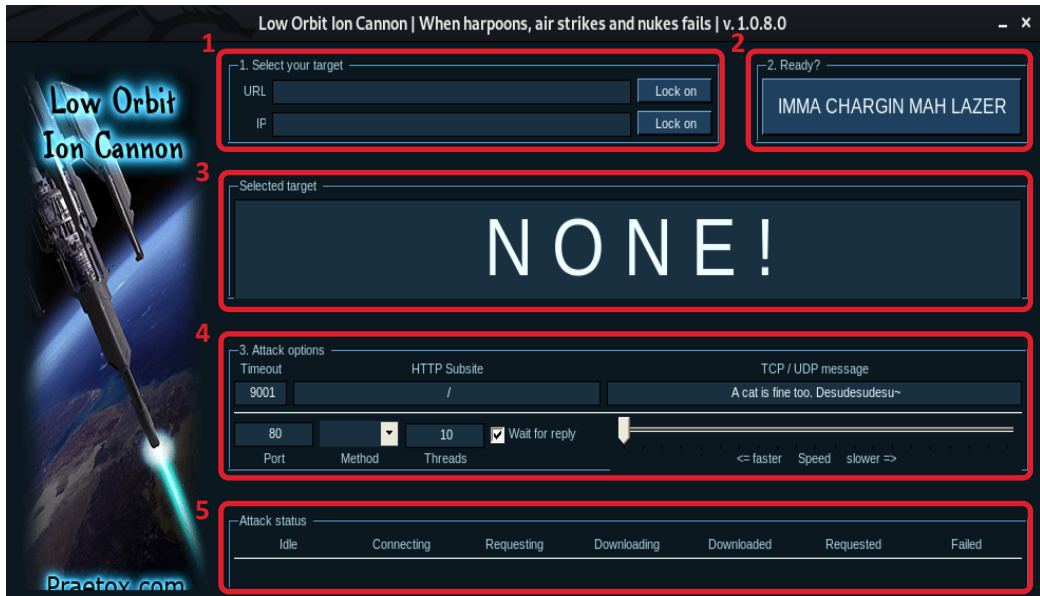 Low Orbit Ion Cannon | When harpoons, air strikes and nukes fails | v. 1.0.8.0
Low Orbit
Ion Cannon
1
1. Select your target
URL
Lock on
IP
Lock on
2
2. Ready?
IMMA CHARGIN MAH LAZER
3
Selected target
NONE!
4
3. Attack options
Timeout HTTP Subsite TCP / UDP message
9001 / A cat is fine too. Desudesudesu~
80 10 Wait for reply
Port Method Threads <= faster Speed slower =>
5
Attack status
Idle Connecting Requesting Downloading Downloaded Requested Failed
Praetox.com